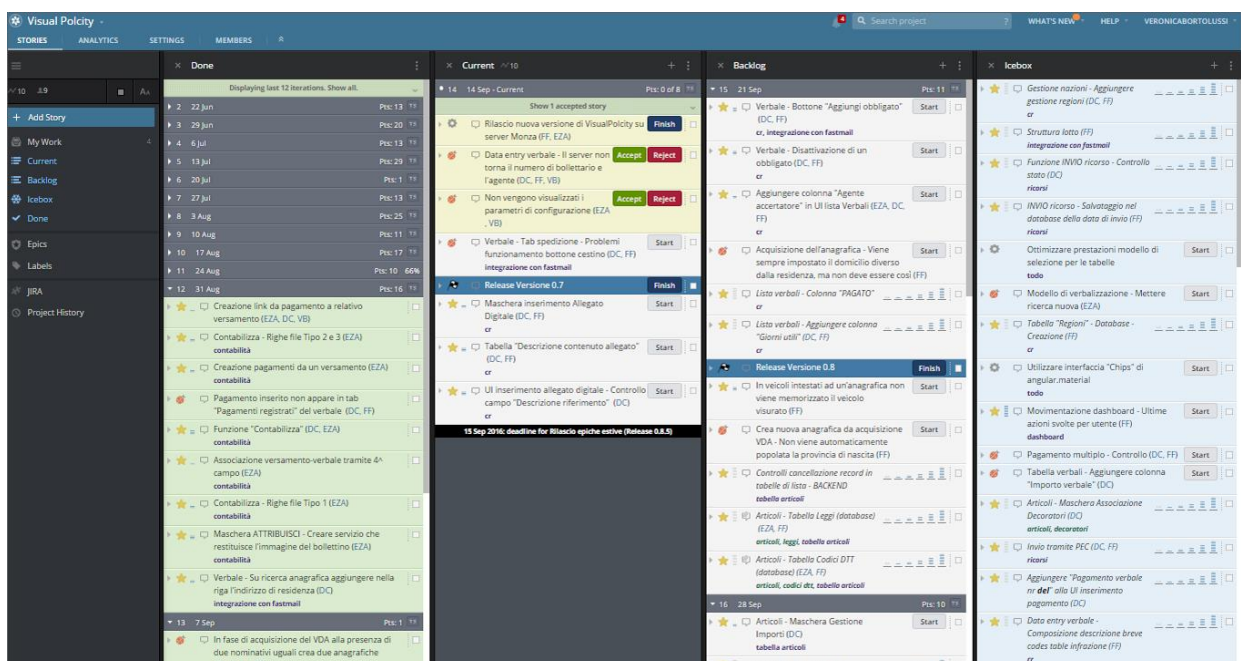 Visual Polcity
4
Search project
?
WHAT'S NEW
HELP
VERONICABORTOLUSSI
STORIES
ANALYTICS
SETTINGS
MEMBERS
10
9
+ Add Story
My Work
4
Current
Backlog
Icebox
Done
Epics
Labels
JIRA
Project History
× Done
Displaying last 12 iterations. Show all.
2 22 Jun Pts: 13
3 29 Jun Pts: 20
4 6 Jul Pts: 13
5 13 Jul Pts: 29
6 20 Jul Pts: 1
7 27 Jul Pts: 13
8 3 Aug Pts: 25
9 10 Aug Pts: 11
10 17 Aug Pts: 17
11 24 Aug Pts: 10 66%
12 31 Aug Pts: 16
Creazione link da pagamento a relativo
versamento (EZA, DC, VB)
Contabilizza - Righe file Tipo 2 e 3 (EZA)
contabilità
Creazione pagamenti da un versamento (EZA)
contabilità
Pagamento inserito non appare in tab
"Pagamenti registrati" del verbale (DC, FF)
Funzione "Contabilizza" (DC, EZA)
contabilità
Associazione versamento-verbale tramite 4^
campo (EZA)
contabilità
Contabilizza - Righe file Tipo 1 (EZA)
contabilità
Maschera ATTRIBUISCI - Creare servizio che
restituisce l'immagine del bollettino (EZA)
contabilità
Verbale - Su ricerca anagrafica aggiungere nella
riga l'indirizzo di residenza (DC)
integrazione con fastmail
13 7 Sep Pts: 1
In fase di acquisizione del VDA alla presenza di
due nominativi uguali crea due anagrafiche
× Current 10 +
14 14 Sep - Current Pts: 0 of 8
Show 1 accepted story
Rilascio nuova versione di VisualPolcity su
server Monza (FF, EZA)
Finish
Data entry verbale - Il server non
torna il numero di bollettario e
l'agente (DC, FF, VB)
Accept Reject
Non vengono visualizzati i
parametri di configurazione (EZA
, VB)
Accept Reject
Verbale - Tab spedizione - Problemi
funzionamento bottone cestino (DC, FF)
integrazione con fastmail
Start
Release Versione 0.7 Finish
Maschera inserimento Allegato
Digitale (DC, FF)
cr
Start
Tabella "Descrizione contenuto allegato"
(DC, FF)
cr
Start
UI inserimento allegato digitale - Controllo
campo "Descrizione riferimento" (DC)
cr
Start
15 Sep 2016: deadline for Rilascio epiche estive (Release 0.8.5)
× Backlog +
15 21 Sep Pts: 11
Verbale - Bottone "Aggiungi obbligato"
(DC, FF)
cr, integrazione con fastmail
Start
Verbale - Disattivazione di un
obbligato (DC, FF)
cr
Start
Aggiungere colonna "Agente
accertatore" in UI lista Verbali (EZA, DC,
FF)
cr
Start
Acquisizione dell'anagrafica - Viene
sempre impostato il domicilio diverso
dalla residenza, ma non deve essere così (FF)
Start
Lista verbali - Colonna "PAGATO"
cr
Lista verbali - Aggiungere colonna
"Giorni utili" (DC, FF)
cr
Release Versione 0.8 Finish
In veicoli intestati ad un'anagrafica non
viene memorizzato il veicolo
visurato (FF)
Start
Crea nuova anagrafica da acquisizione
VDA - Non viene automaticamente
popolata la provincia di nascita (FF)
Start
Controlli cancellazione record in
tabelle di lista - BACKEND
tabella articoli
Articoli - Tabella Leggi (database)
(EZA, FF)
articoli, leggi, tabella articoli
Articoli - Tabella Codici DTT
(database) (EZA, FF)
articoli, codici dtt, tabella articoli
16 28 Sep Pts: 10
Articoli - Maschera Gestione
Importi (DC)
tabella articoli
Start
× Icebox +
Gestione nazioni - Aggiungere
gestione regioni (DC, FF)
cr
Struttura lotto (FF)
integrazione con fastmail
Funzione INVIO ricorso - Controllo
stato (DC)
ricorsi
INVIO ricorso - Salvataggio nel
database della data di invio (FF)
ricorsi
Ottimizzare prestazioni modello di
selezione per le tabelle
todo
Start
Modello di verbalizzazione - Mettere
ricerca nuova (EZA)
Start
Tabella "Regioni" - Database -
Creazione (FF)
cr
Utilizzare interfaccia "Chips" di
angular.material
todo
Start
Movimentazione dashboard - Ultime
azioni svolte per utente (FF)
dashboard
Start
Pagamento multiplo - Controllo (DC, FF)
Start
Tabella verbali - Aggiungere colonna
"Importo verbale" (DC)
Start
Articoli - Maschera Associazione
Decoratori (DC)
articoli, decoratori
Invio tramite PEC (DC, FF)
ricorsi
Aggiungere "Pagamento verbale
nr del" alla UI inserimento
pagamento (DC)
Data entry verbale -
Composizione descrizione breve
codes table infrazione (FF)
cr